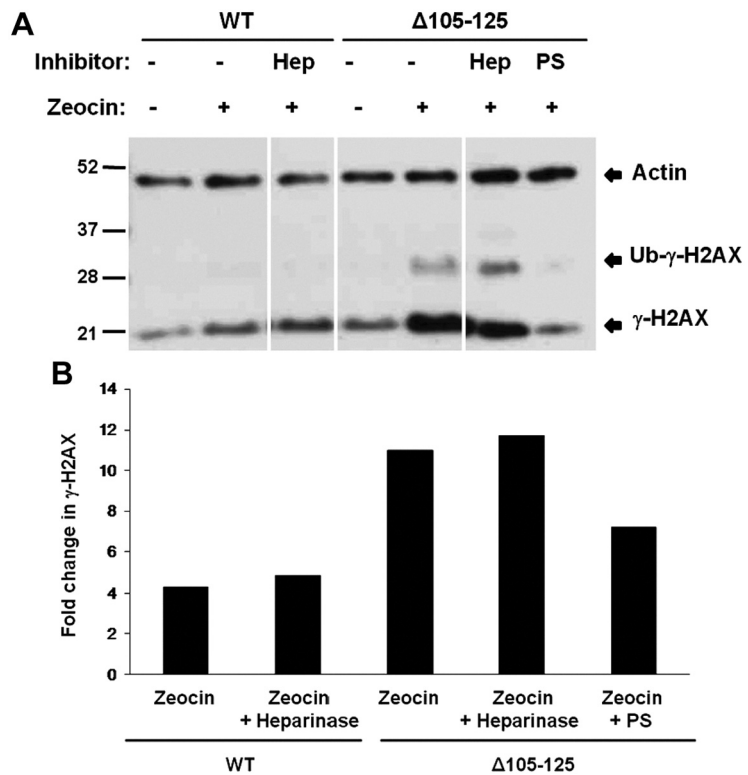 A
WT Δ105-125
Inhibitor: - - Hep - - Hep PS
Zeocin: - + + - + + +
52
Actin
37
Ub-γ-H2AX
28
21
γ-H2AX
B
14
12
10
8
6
4
2
0
Fold change in γ-H2AX
Zeocin Zeocin Zeocin Zeocin Zeocin
+ Heparinase + Heparinase + PS
WT Δ105-125